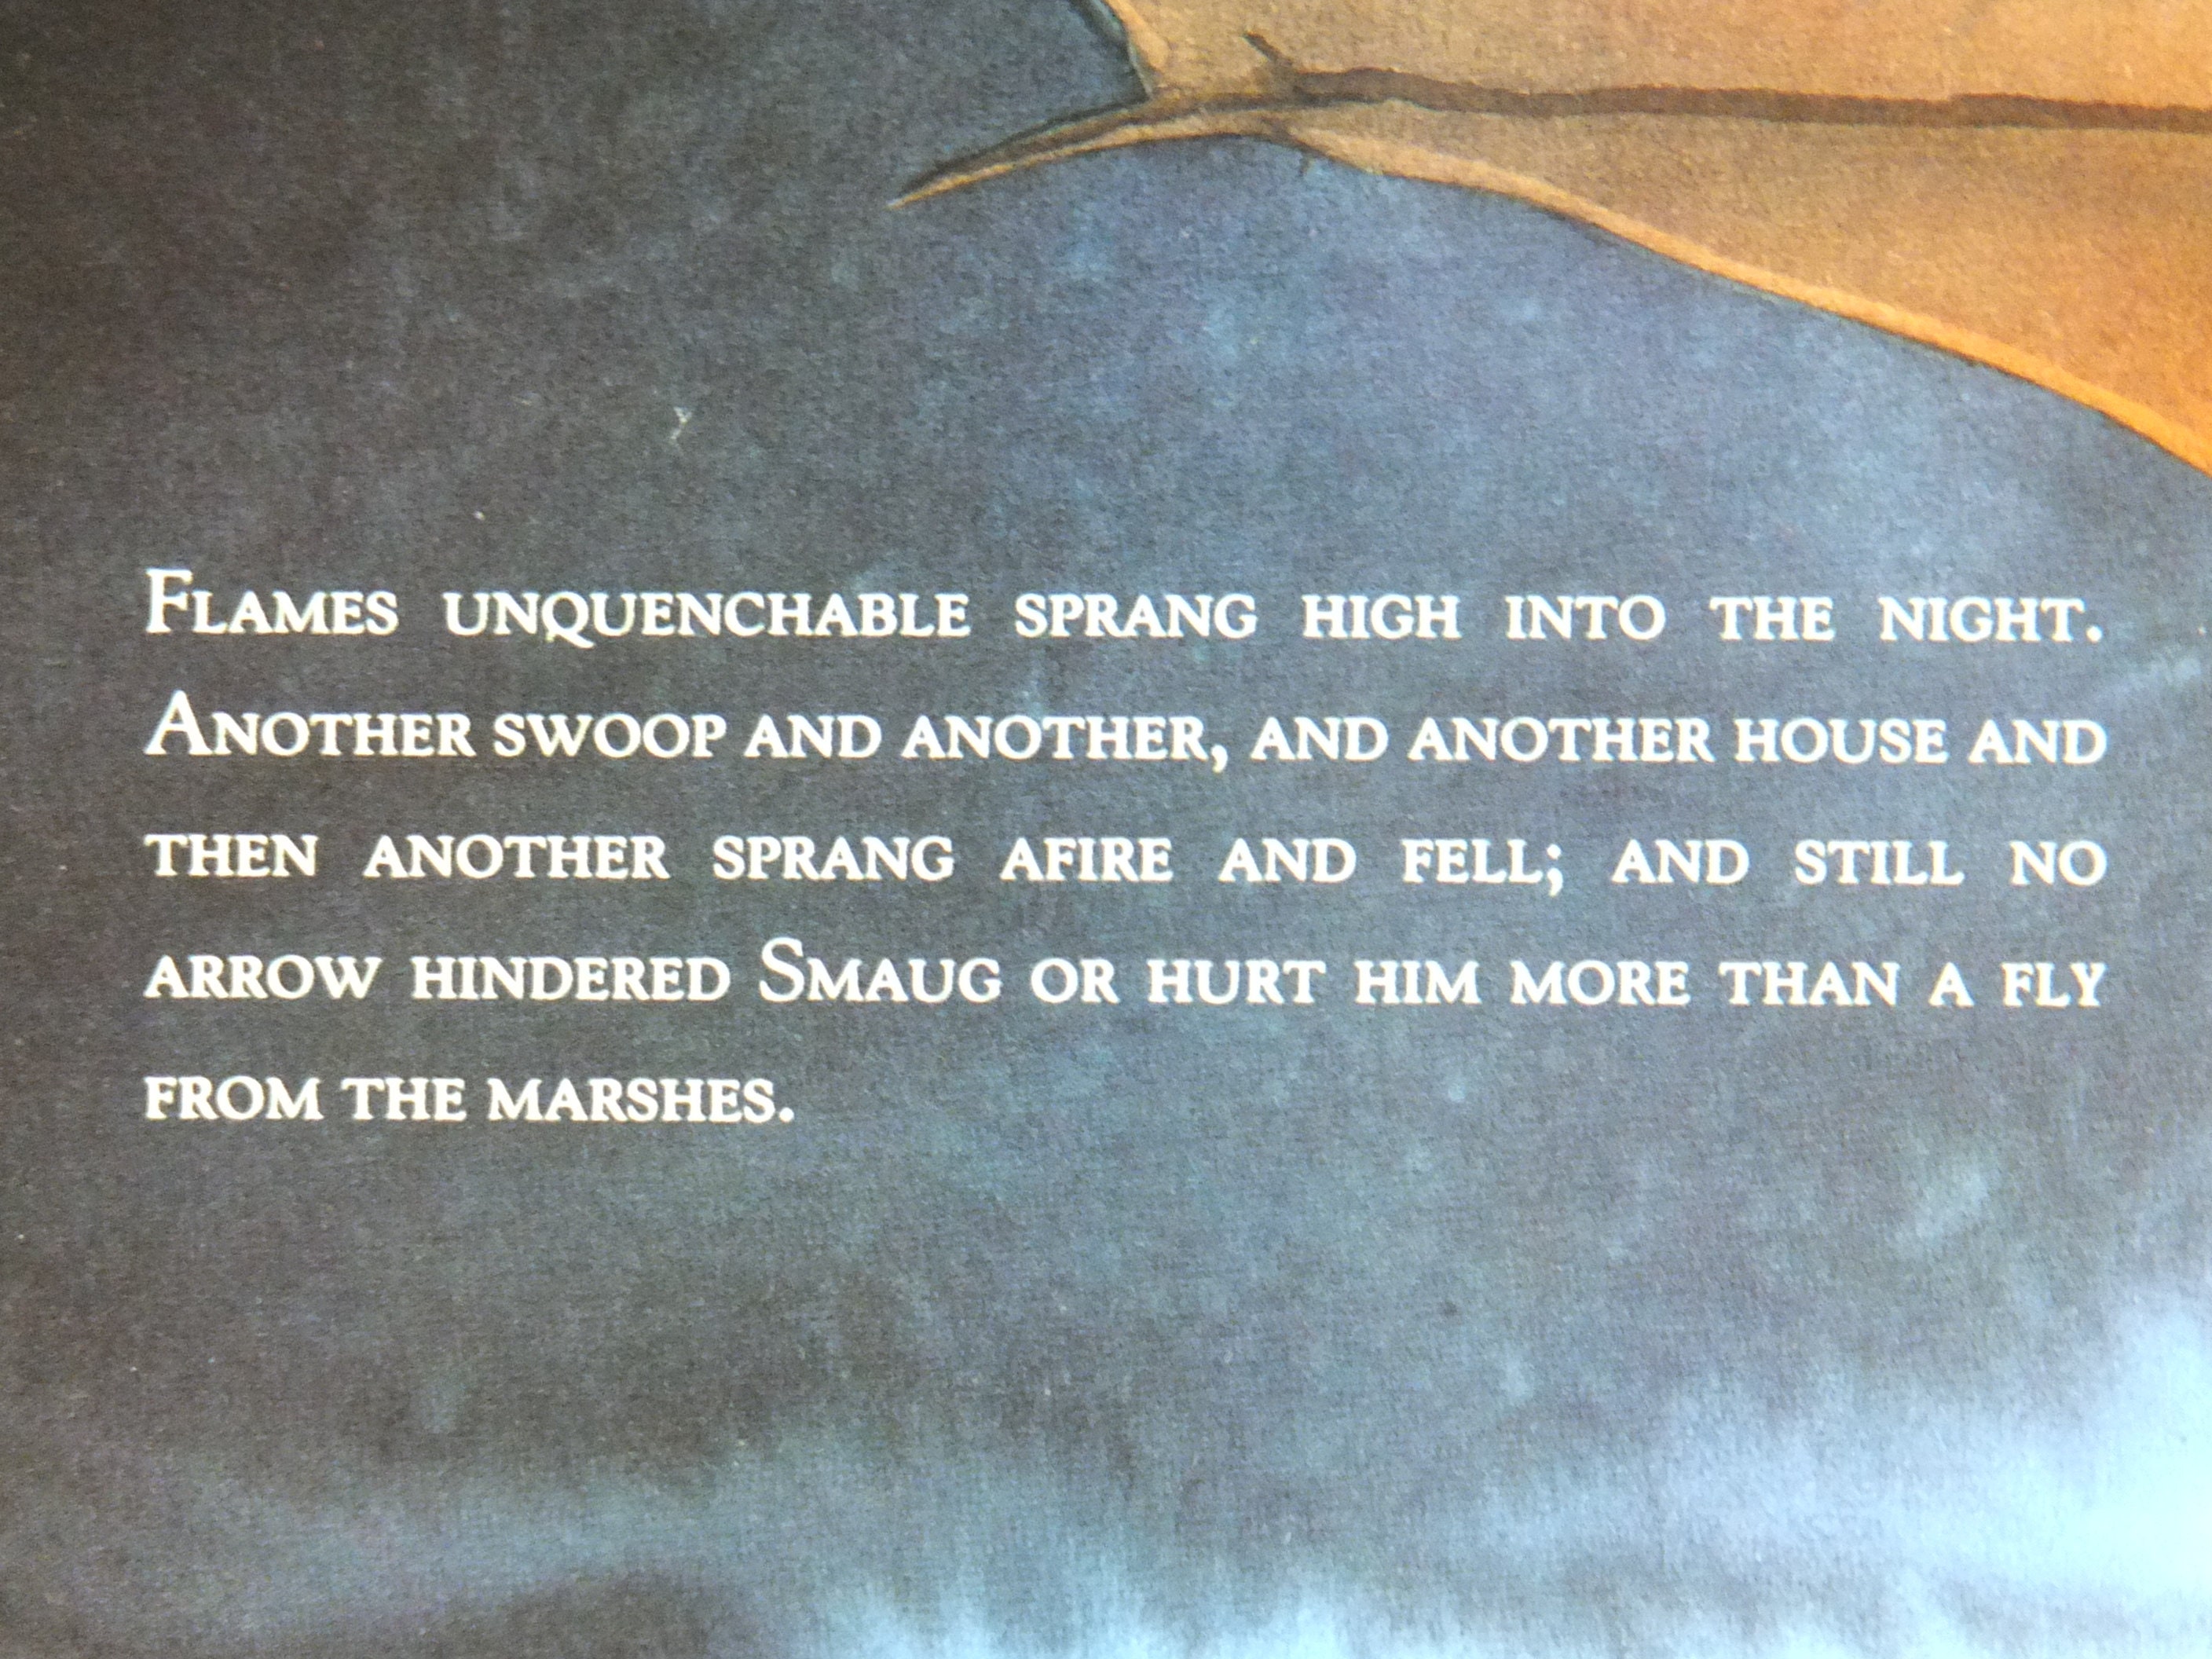 Flames unquenchable sprang high into the night.
Another swoop and another, and another house and
then another sprang afire and fell; and still no
arrow hindered Smaug or hurt him more than a fly
from the marshes.